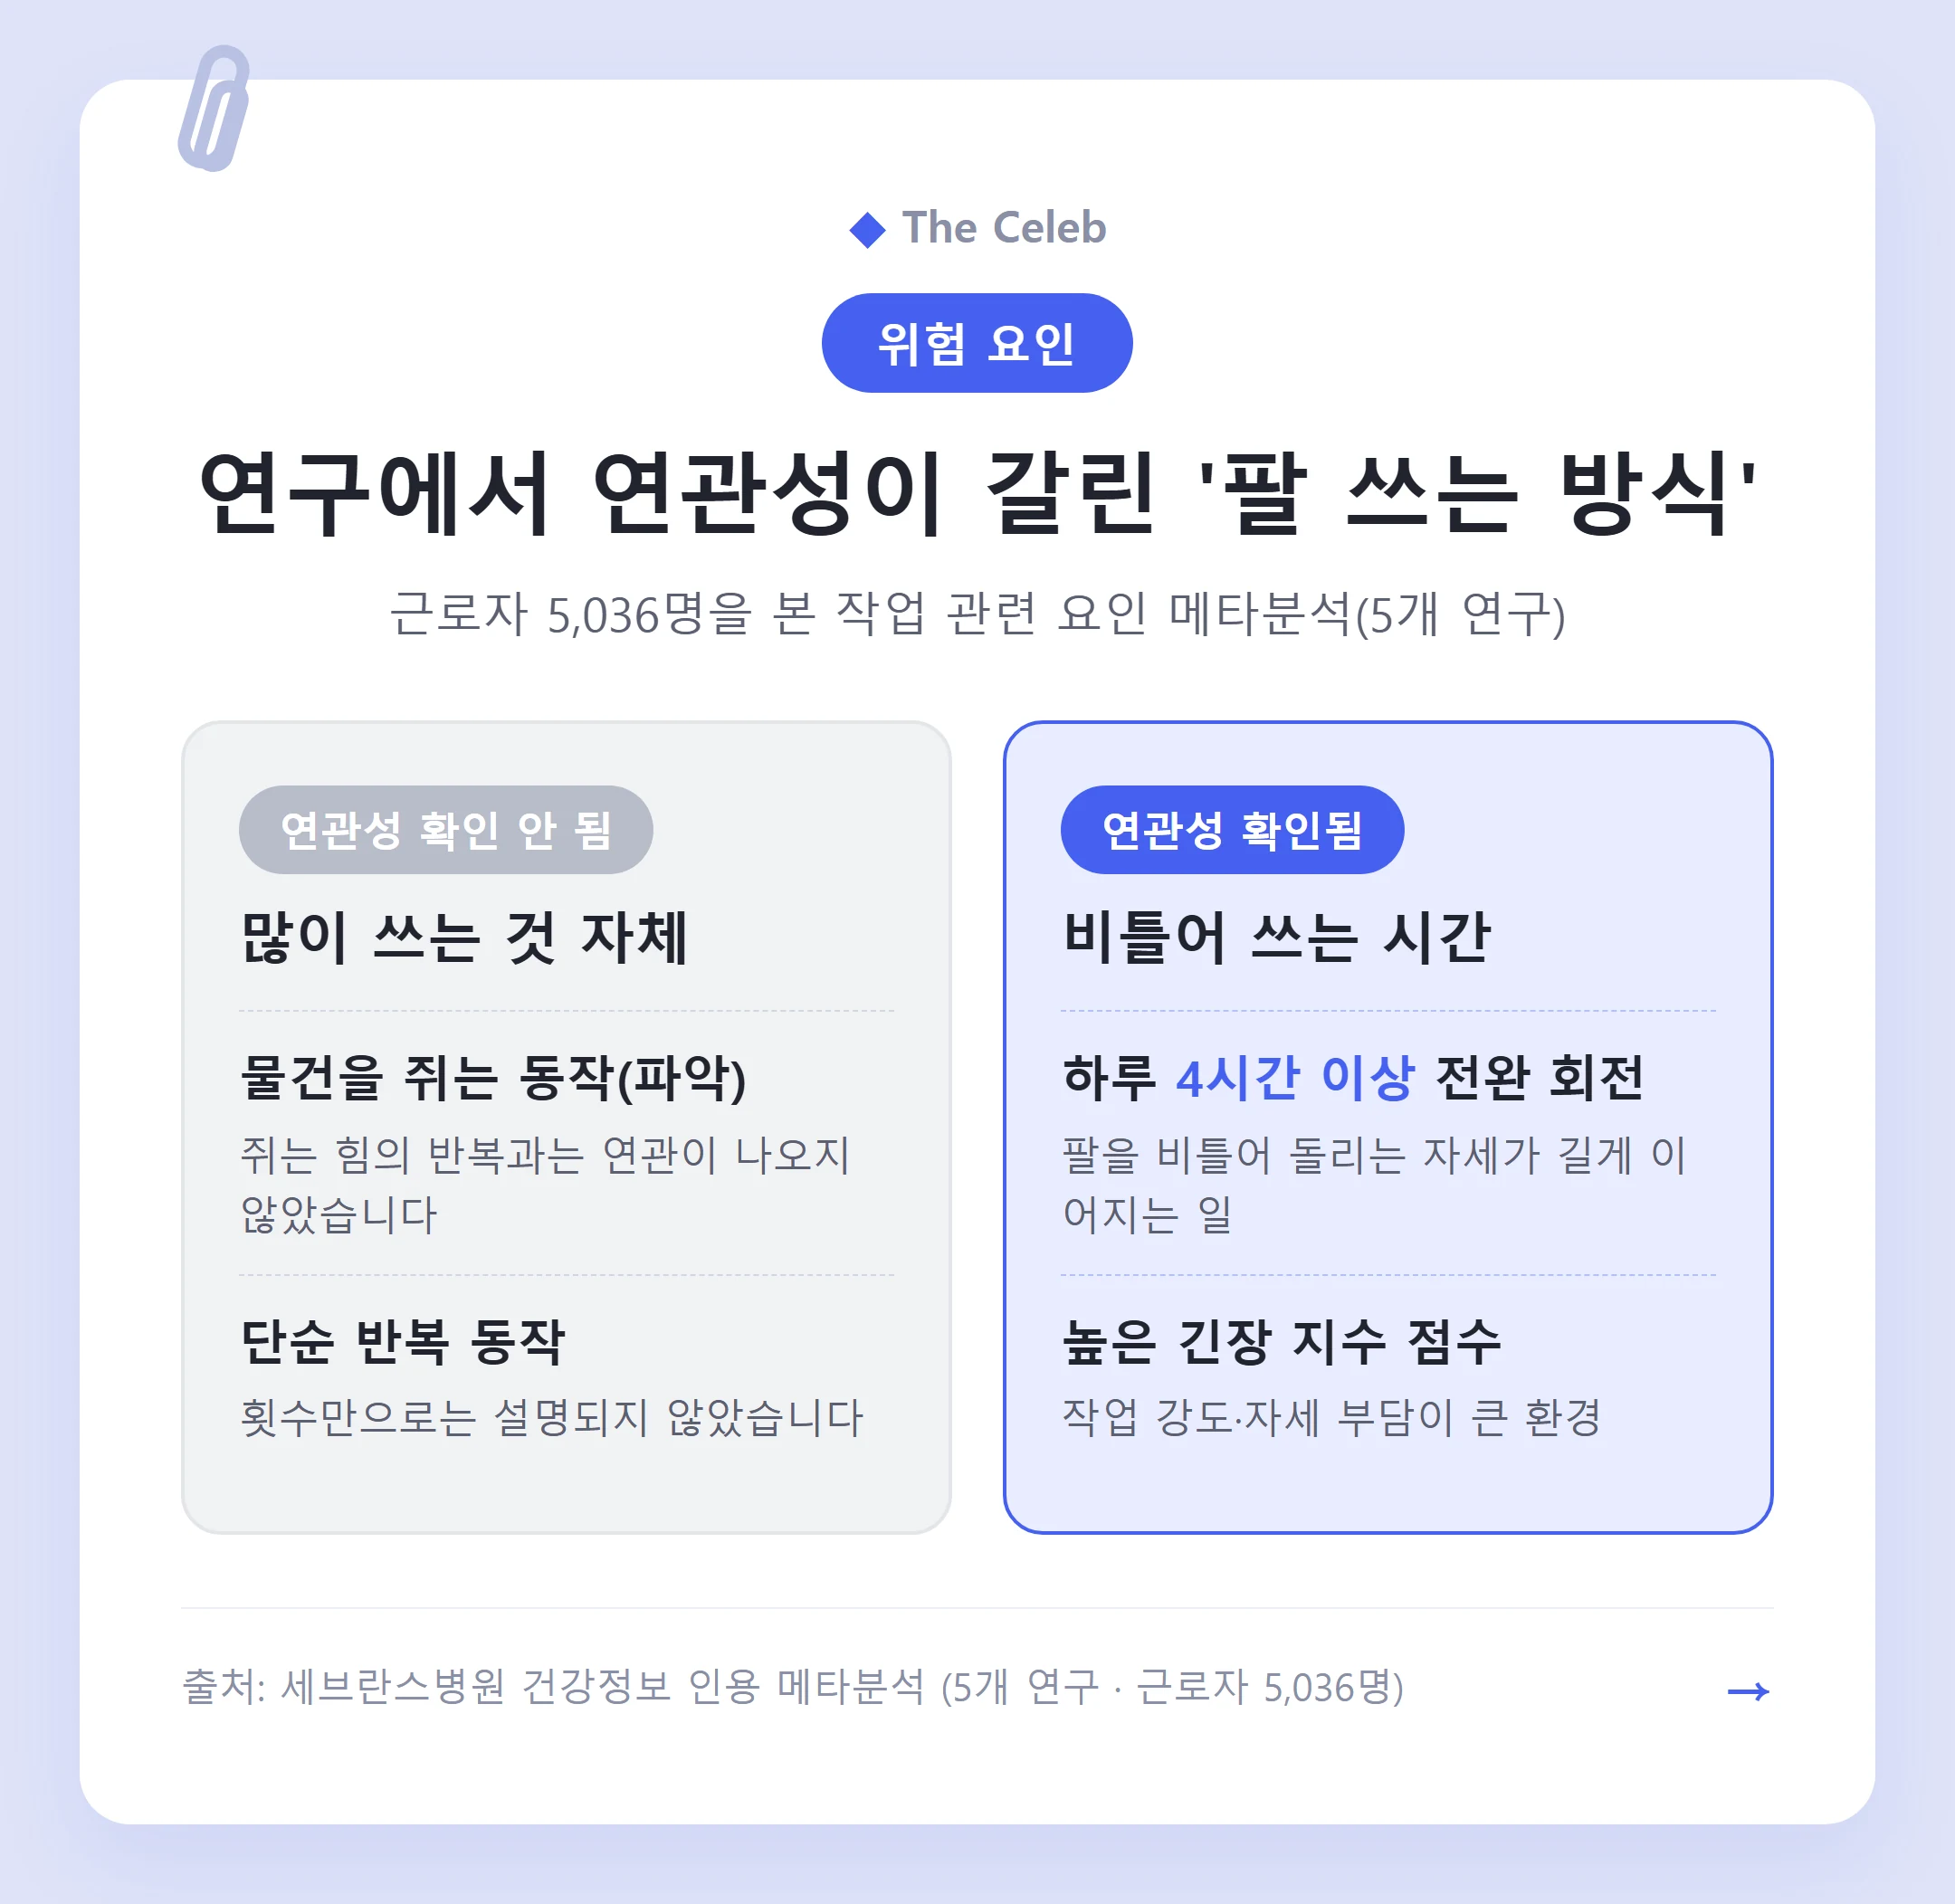 The Celeb
위험 요인
연구에서 연관성이 갈린 '팔 쓰는 방식'
근로자 5,036명을 본 작업 관련 요인 메타분석(5개 연구)
연관성 확인 안 됨
많이 쓰는 것 자체
물건을 쥐는 동작(파악)
쥐는 힘의 반복과는 연관이 나오지
않았습니다
단순 반복 동작
횟수만으로는 설명되지 않았습니다
연관성 확인됨
비틀어 쓰는 시간
하루 4시간 이상 전완 회전
팔을 비틀어 돌리는 자세가 길게 이
어지는 일
높은 긴장 지수 점수
작업 강도·자세 부담이 큰 환경
출처: 세브란스병원 건강정보 인용 메타분석 (5개 연구 · 근로자 5,036명)
→